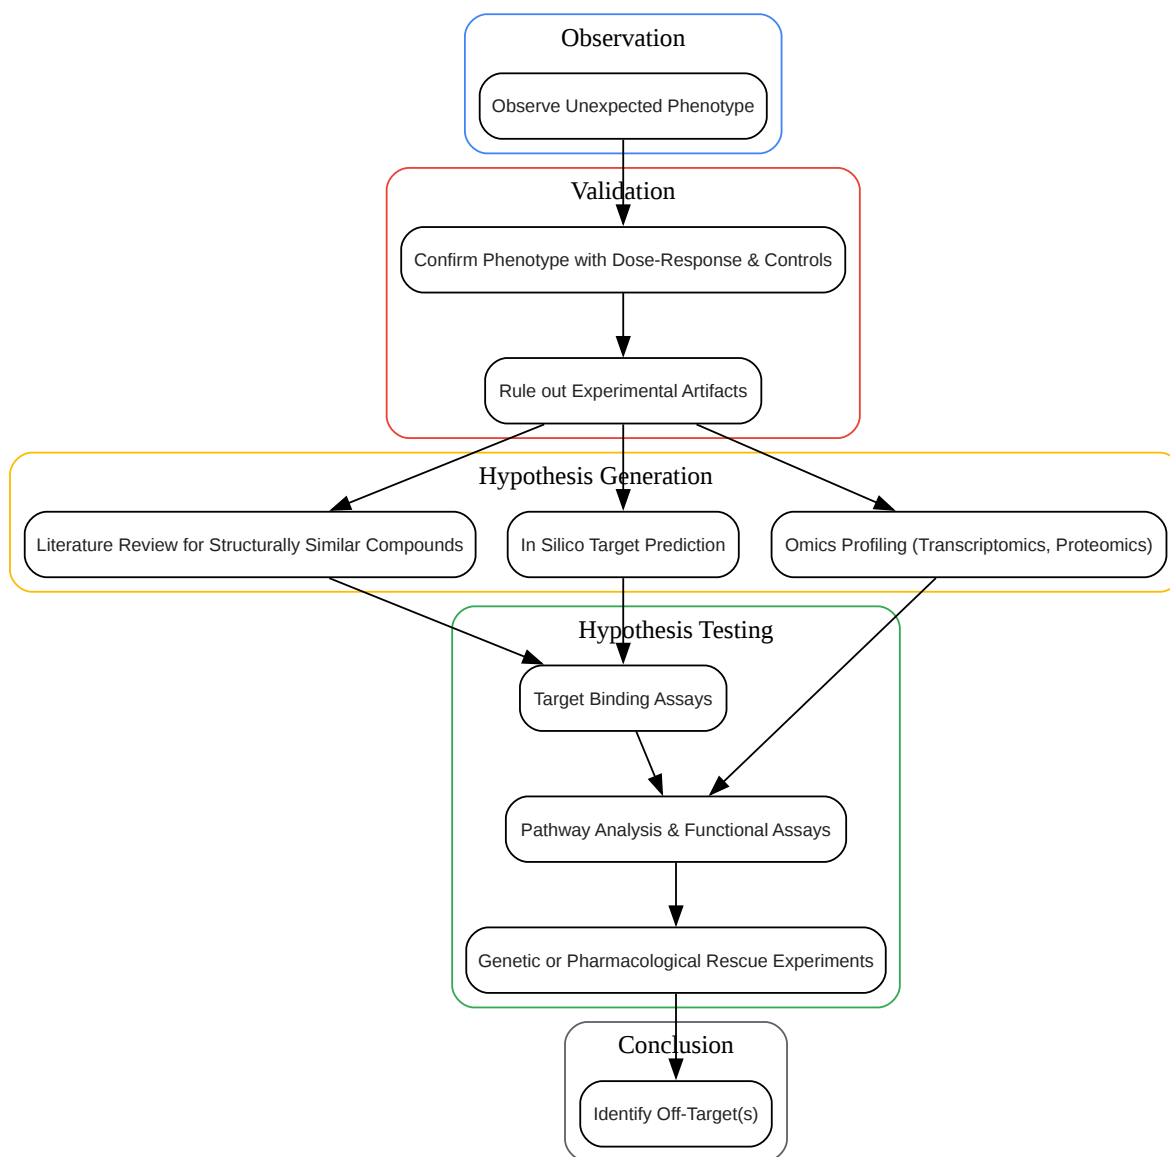 Observation
Observe Unexpected Phenotype
Validation
Confirm Phenotype with Dose-Response & Controls
Rule out Experimental Artifacts
Hypothesis Generation
Literature Review for Structurally Similar Compounds
In Silico Target Prediction
Omics Profiling (Transcriptomics, Proteomics)
Hypothesis Testing
Target Binding Assays
Pathway Analysis & Functional Assays
Genetic or Pharmacological Rescue Experiments
Conclusion
Identify Off-Target(s)